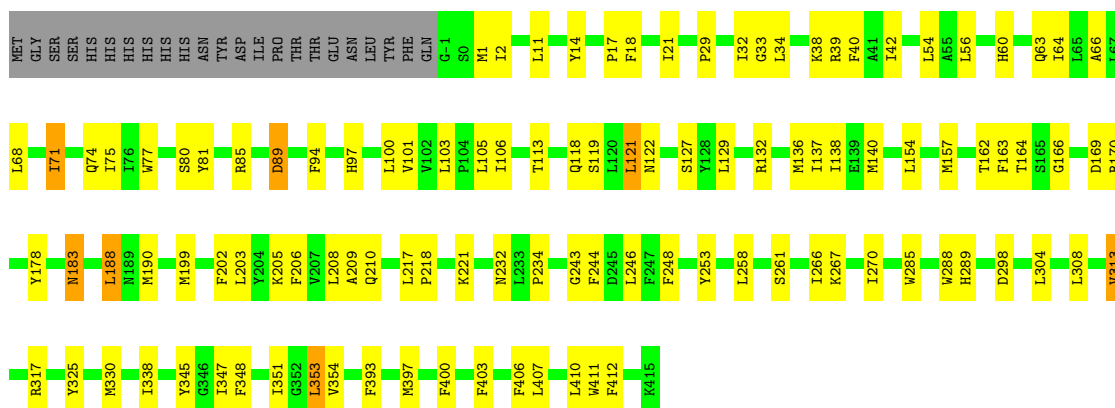 MET GLY SER SER HIS HIS HIS HIS HIS HIS ASN TYR ASP ILE PRO THR THR GLU ASN LEU TYR PHE GLN G-1 S0 M1 I2 L11 Y14 P17 F18 I21 P29 I32 G33 L34 K38 R39 F40 A41 I42 L54 A55 L56 H60 Q63 I64 L65 A66 L67
L68 I71 Q74 I75 I76 W77 S80 Y81 R85 D89 F94 H97 L100 V101 V102 L103 P104 L105 I106 T113 Q118 S119 L120 L121 N122 S127 Y128 L129 R132 M136 I137 I138 E139 M140 L154 M157 T162 F163 T164 S165 G166 D169
Y178 N183 L188 N189 M190 M199 F202 L203 Y204 K205 F206 V207 L208 A209 Q210 L217 P218 K221 N232 L233 P234 G243 F244 D245 L246 F247 F248 Y253 L258 S261 I266 K267 I270 W285 W288 H289 D298 L304 L308
R317 Y325 M330 I338 Y345 G346 I347 F348 I351 G352 L353 V354 F393 M397 F400 F403 F406 L407 L410 W411 F412 K415